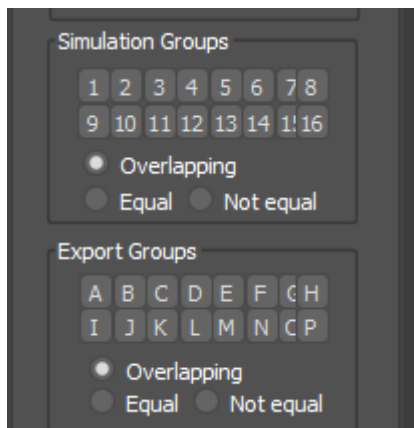 Simulation Groups
1 2 3 4 5 6 7 8
9 10 11 12 13 14 16
Overlapping
Equal Not equal
Export Groups
A B C D E F H
I J K L M N P
Overlapping
Equal Not equal